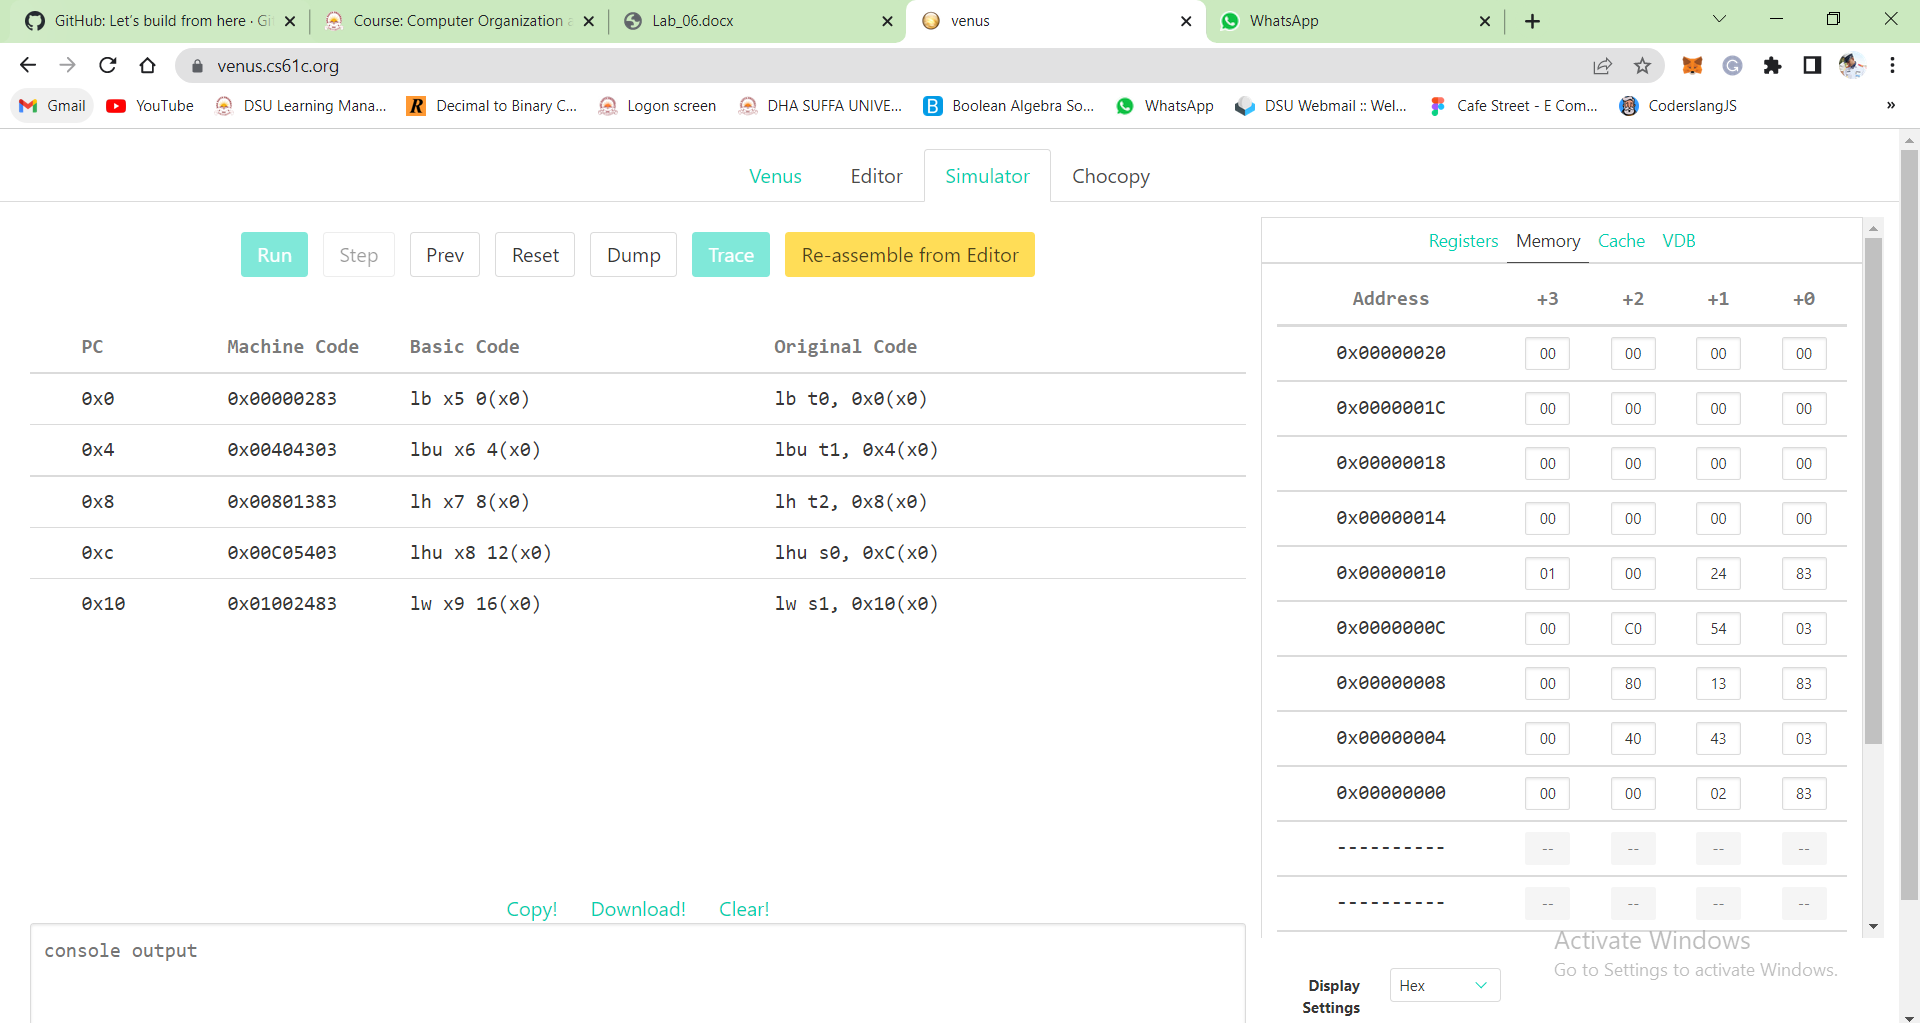 GitHub: Let's build from here · Gi
Course: Computer Organization a
Lab_06.docx
venus
WhatsApp
venus.cs61c.org
Gmail
YouTube
DSU Learning Mana...
Decimal to Binary C...
Logon screen
DHA SUFFA UNIVE...
Boolean Algebra So...
WhatsApp
DSU Webmail :: Wel...
Cafe Street - E Com...
CoderslangJS
»
Venus Editor Simulator Chocopy
Run Step Prev Reset Dump Trace Re-assemble from Editor
PC Machine Code Basic Code Original Code
0x0 0x00000283 lb x5 0(x0) lb t0, 0x0(x0)
0x4 0x00404303 lbu x6 4(x0) lbu t1, 0x4(x0)
0x8 0x00801383 lh x7 8(x0) lh t2, 0x8(x0)
0xc 0x00C05403 lhu x8 12(x0) lhu s0, 0xC(x0)
0x10 0x01002483 lw x9 16(x0) lw s1, 0x10(x0)
Copy! Download! Clear!
console output
Registers Memory Cache VDB
Address +3 +2 +1 +0
0x00000020 00 00 00 00
0x0000001C 00 00 00 00
0x00000018 00 00 00 00
0x00000014 00 00 00 00
0x00000010 01 00 24 83
0x0000000C 00 C0 54 03
0x00000008 00 80 13 83
0x00000004 00 40 43 03
0x00000000 00 00 02 83
---------- -- -- -- --
---------- -- -- -- --
Activate Windows
Go to Settings to activate Windows.
Display Settings Hex